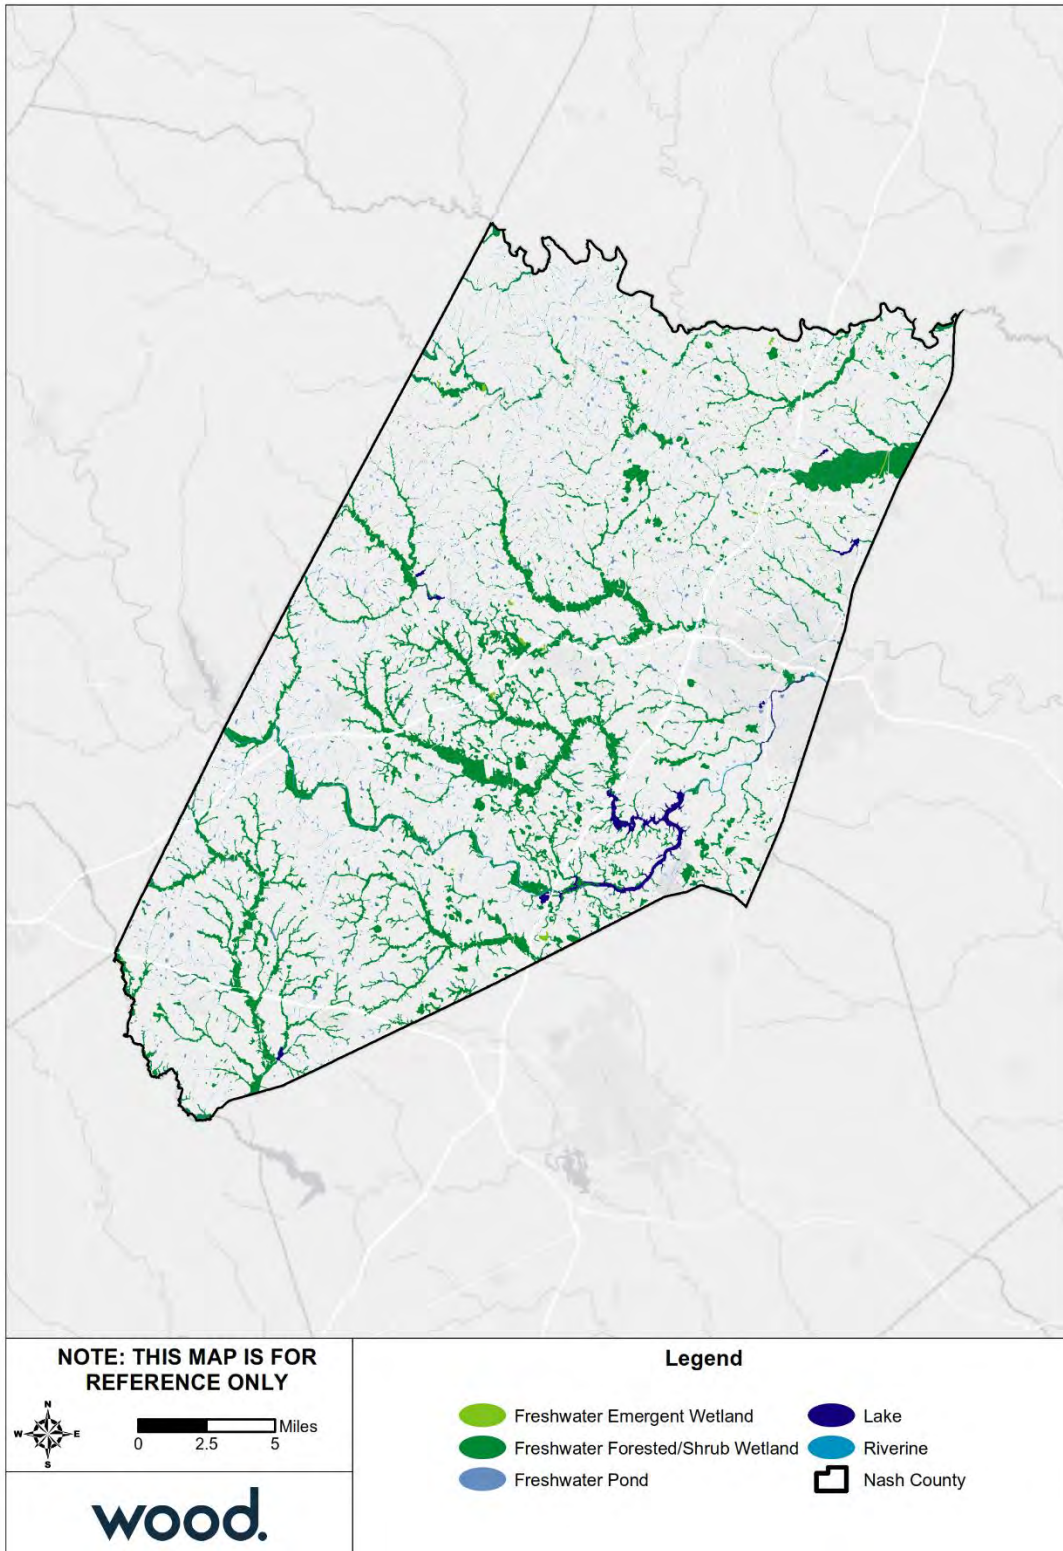 NOTE: THIS MAP IS FOR
REFERENCE ONLY
N
W
E
S
Miles
0
2.5
5
wood.
Legend
Freshwater Emergent Wetland
Lake
Freshwater Forested/Shrub Wetland
Riverine
Freshwater Pond
Nash County